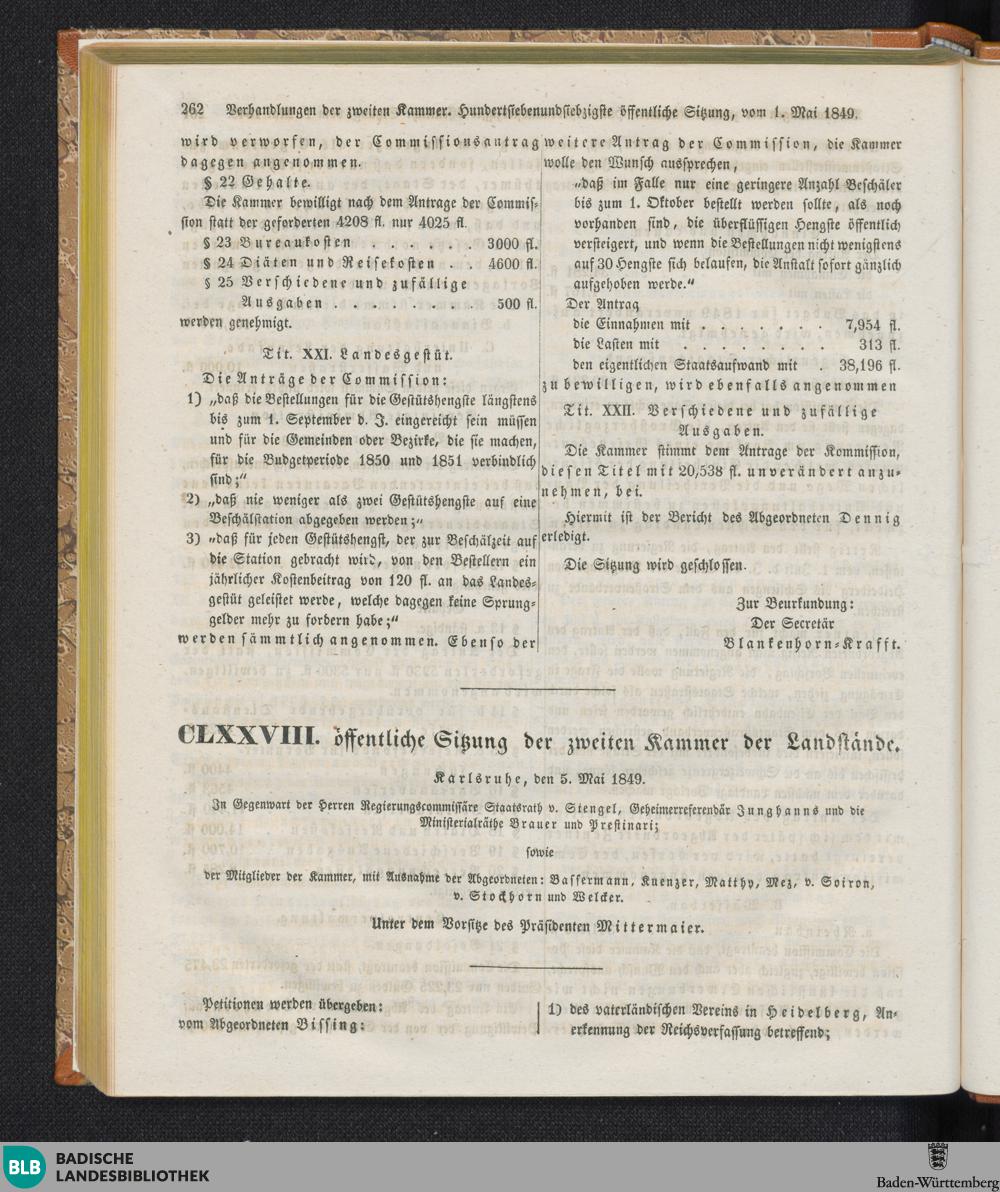 262 Verhandlungen der zweiten Kammer. Hundertsiebenundsiebzigste öffentliche Sitzung, vom 1. Mai 1849.
wird verworfen, der Commissionsantrag
dagegen angenommen.
§ 22 Gehalte.
Die Kammer bewilligt nach dem Antrage der Commis-
sion statt der geforderten 4208 fl. nur 4025 fl.
§ 23 Bureaukosten . . . . . . 3000 fl.
§ 24 Diäten und Reisekosten . . 4600 fl.
§ 25 Verschiedene und zufällige
Ausgaben . . . . . . . 500 fl.
werden genehmigt.
Tit. XXI. Landesgestüt.
Die Anträge der Commission:
1) „daß die Bestellungen für die Gestütshengste längstens
bis zum 1. September d. J. eingereicht sein müssen
und für die Gemeinden oder Bezirke, die sie machen,
für die Budgetperiode 1850 und 1851 verbindlich
sind;“
2) „daß nie weniger als zwei Gestütshengste auf eine
Beschälstation abgegeben werden;“
3) „daß für jeden Gestütshengst, der zur Beschälzeit auf
die Station gebracht wird, von den Bestellern ein
jährlicher Kostenbeitrag von 120 fl. an das Landes-
gestüt geleistet werde, welche dagegen keine Sprung-
gelder mehr zu fordern habe;“
werden sämmtlich angenommen. Ebenso der
weitere Antrag der Commission, die Kammer
wolle den Wunsch aussprechen,
„daß im Falle nur eine geringere Anzahl Beschäler
bis zum 1. Oktober bestellt werden sollte, als noch
vorhanden sind, die überflüssigen Hengste öffentlich
versteigert, und wenn die Bestellungen nicht wenigstens
auf 30 Hengste sich belaufen, die Anstalt sofort gänzlich
aufgehoben werde.“
Der Antrag
die Einnahmen mit . . . . . . . 7,954 fl.
die Lasten mit . . . . . . . 313 fl.
den eigentlichen Staatsaufwand mit . 38,196 fl.
zu bewilligen, wird ebenfalls angenommen
Tit. XXII. Verschiedene und zufällige
Ausgaben.
Die Kammer stimmt dem Antrage der Kommission,
diesen Titel mit 20,538 fl. unverändert anzu-
nehmen, bei.
Hiermit ist der Bericht des Abgeordneten Dennig
erledigt.
Die Sitzung wird geschlossen.
Zur Beurkundung:
Der Secretär
Blankenhorn-Krafft.
CLXXVIII. öffentliche Sitzung der zweiten Kammer der Landstände.
Karlsruhe, den 5. Mai 1849.
In Gegenwart der Herren Regierungscommissäre Staatsrath v. Stengel, Geheimerreferendär Junghanns und die
Ministerialräthe Brauer und Prestinari;
sowie
der Mitglieder der Kammer, mit Ausnahme der Abgeordneten: Bassermann, Kuenzer, Matthy, Mez, v. Soiron,
v. Stockhorn und Welcker.
Unter dem Vorsitze des Präsidenten Mittermaier.
Petitionen werden übergeben:
vom Abgeordneten Bissing:
1) des vaterländischen Vereins in Heidelberg, An-
erkennung der Reichsverfassung betreffend;
BLB BADISCHE
LANDESBIBLIOTHEK
Baden-Württemberg